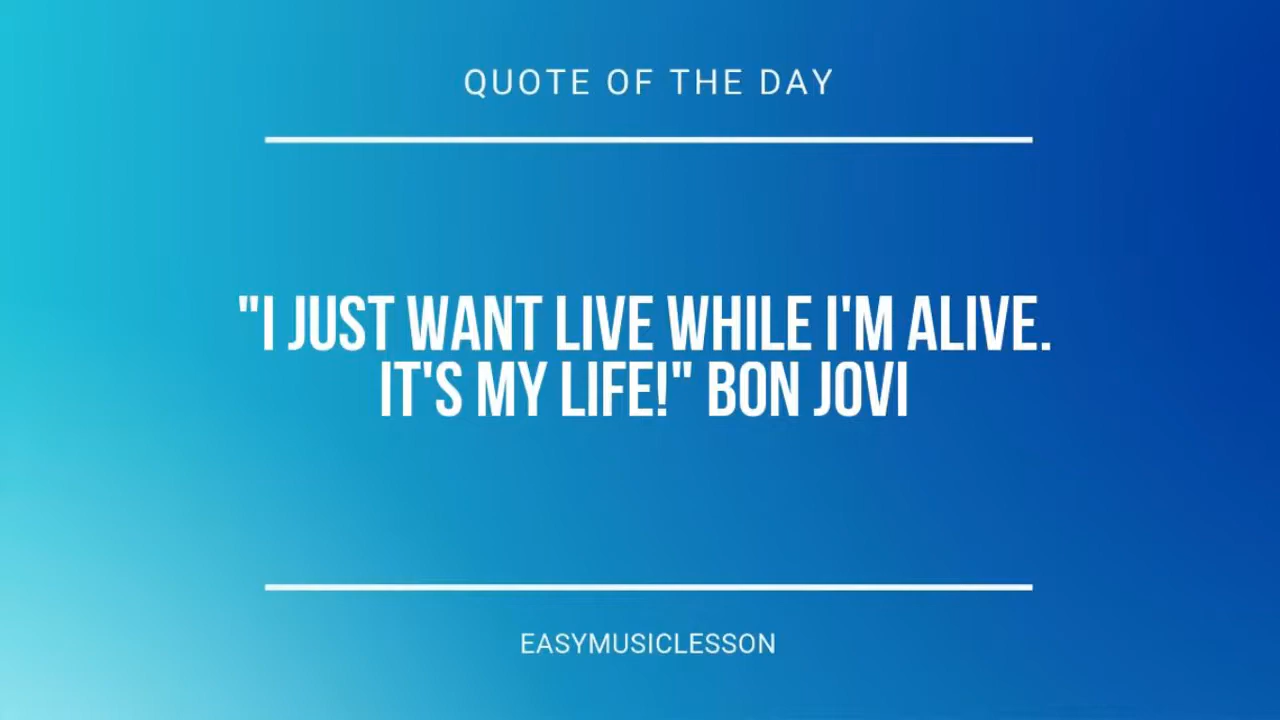 QUOTE OF THE DAY
"I JUST WANT LIVE WHILE I'M ALIVE.
IT'S MY LIFE!" BON JOVI
EASYMUSICLESSON